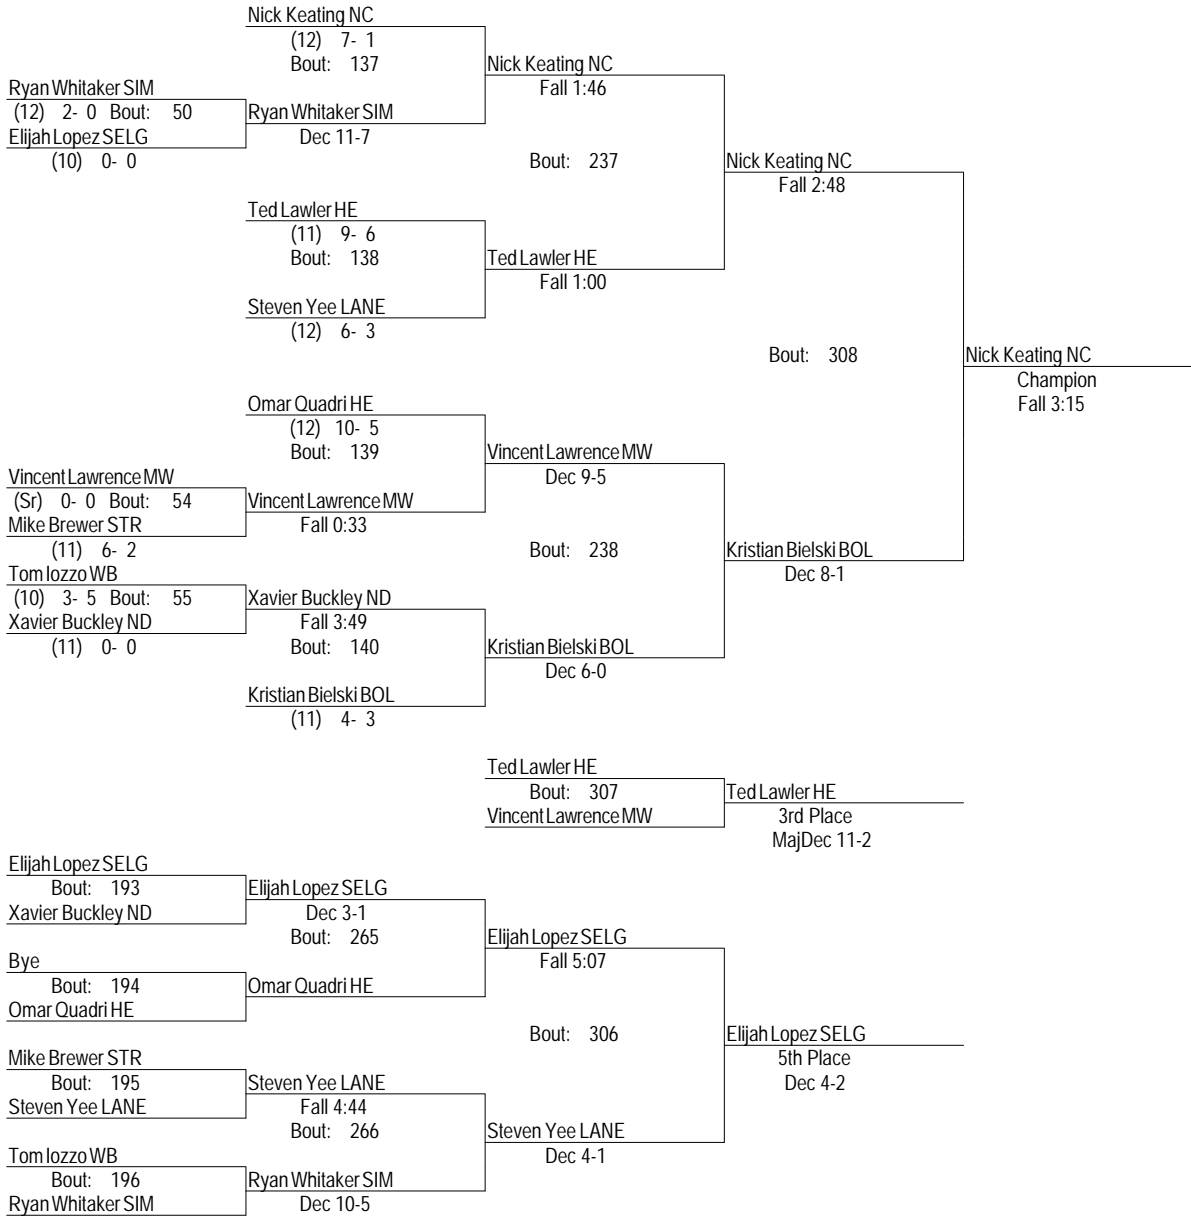 Nick Keating NC
(12) 7- 1
Bout: 137
Nick Keating NC
Fall 1:46
Ryan Whitaker SIM
(12) 2- 0 Bout: 50
Ryan Whitaker SIM
Elijah Lopez SELG
Dec 11-7
(10) 0- 0
Bout: 237
Nick Keating NC
Fall 2:48
Ted Lawler HE
(11) 9- 6
Bout: 138
Ted Lawler HE
Fall 1:00
Steven Yee LANE
(12) 6- 3
Bout: 308
Nick Keating NC
Champion
Fall 3:15
Omar Quadri HE
(12) 10- 5
Bout: 139
Vincent Lawrence MW
Dec 9-5
Vincent Lawrence MW
(Sr) 0- 0 Bout: 54
Vincent Lawrence MW
Mike Brewer STR
Fall 0:33
(11) 6- 2
Bout: 238
Kristian Bielski BOL
Dec 8-1
Tom Iozzo WB
(10) 3- 5 Bout: 55
Xavier Buckley ND
Xavier Buckley ND
Fall 3:49
(11) 0- 0
Bout: 140
Kristian Bielski BOL
Dec 6-0
Kristian Bielski BOL
(11) 4- 3
Ted Lawler HE
Bout: 307
Ted Lawler HE
Vincent Lawrence MW
3rd Place
MajDec 11-2
Elijah Lopez SELG
Bout: 193
Elijah Lopez SELG
Xavier Buckley ND
Dec 3-1
Bout: 265
Elijah Lopez SELG
Fall 5:07
Bye
Bout: 194
Omar Quadri HE
Omar Quadri HE
Bout: 306
Elijah Lopez SELG
5th Place
Dec 4-2
Mike Brewer STR
Bout: 195
Steven Yee LANE
Steven Yee LANE
Fall 4:44
Bout: 266
Steven Yee LANE
Dec 4-1
Tom Iozzo WB
Bout: 196
Ryan Whitaker SIM
Ryan Whitaker SIM
Dec 10-5